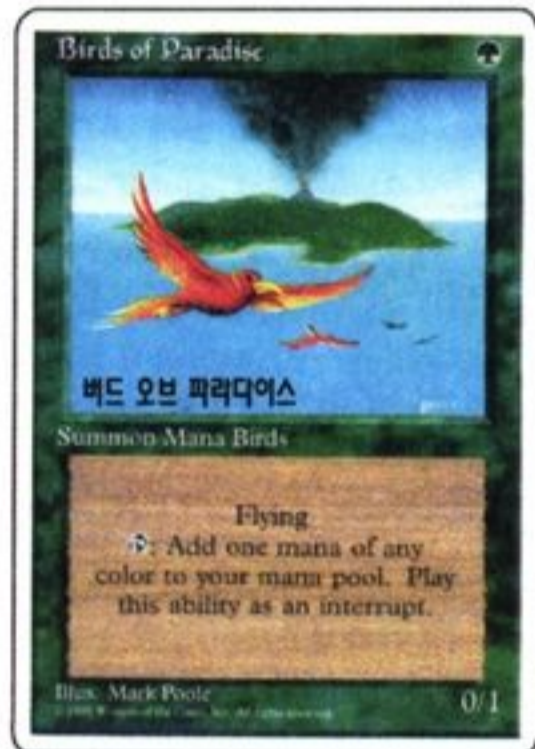 Birds of Paradise
버드 오브 파라다이스
Summon Mana Birds
Flying
: Add one mana of any
color to your mana pool. Play
this ability as an interrupt.
Illus. Mark Poole
0/1